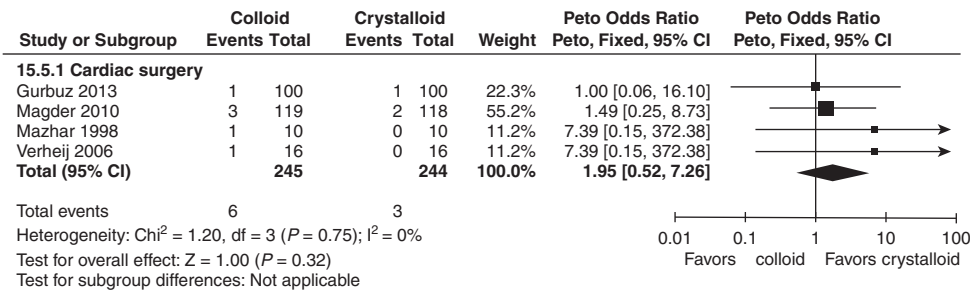 Colloid Crystalloid Peto Odds Ratio Peto Odds Ratio
Study or Subgroup Events Total Events Total Weight Peto, Fixed, 95% CI Peto, Fixed, 95% CI
15.5.1 Cardiac surgery
Gurbuz 2013 1 100 1 100 22.3% 1.00 [0.06, 16.10]
Magder 2010 3 119 2 118 55.2% 1.49 [0.25, 8.73]
Mazhar 1998 1 10 0 10 11.2% 7.39 [0.15, 372.38]
Verheij 2006 1 16 0 16 11.2% 7.39 [0.15, 372.38]
Total (95% CI) 245 244 100.0% 1.95 [0.52, 7.26]
Total events 6 3
Heterogeneity: Chi² = 1.20, df = 3 (P = 0.75); I² = 0%
Test for overall effect: Z = 1.00 (P = 0.32)
Test for subgroup differences: Not applicable
0.01 0.1 1 10 100
Favors colloid Favors crystalloid